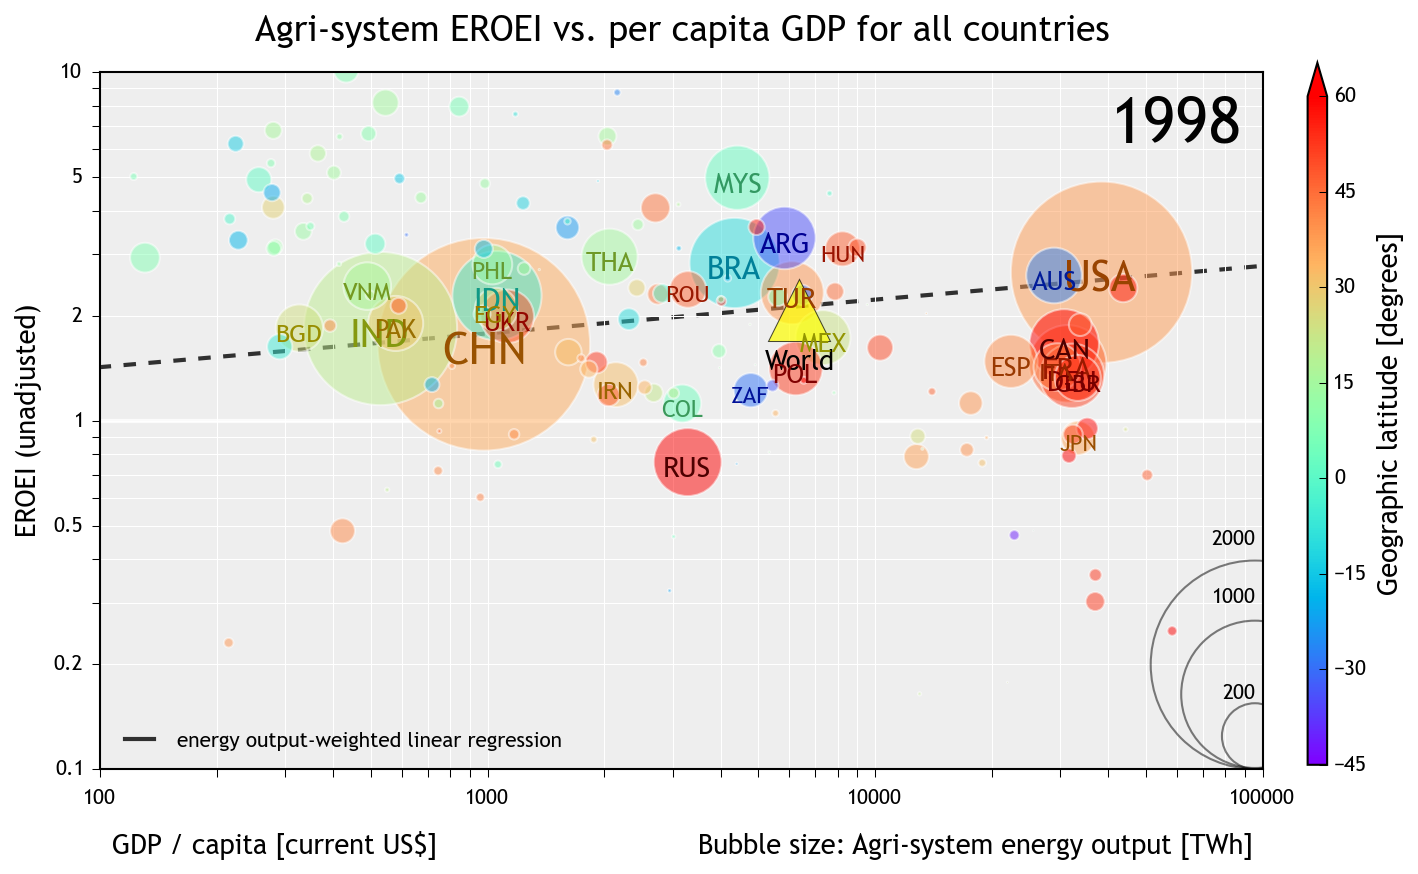 Agri-system EROEI vs. per capita GDP for all countries
1998
EROEI (unadjusted)
10
5
2
1
0.5
0.2
0.1
MYS
ARG
HUN
THA
BRA
PHL
VNM
IDN
ROU
TUR
AUS
USA
EGY
UKR
BGD
IND
PAK
CHN
MEX
World
CAN
ESP
FRA
DEU
GBR
POL
IRN
ZAF
COL
JPN
RUS
2000
1000
200
energy output-weighted linear regression
100
1000
10000
100000
GDP / capita [current US$]
Bubble size: Agri-system energy output [TWh]
60
45
30
15
0
−15
−30
−45
Geographic latitude [degrees]